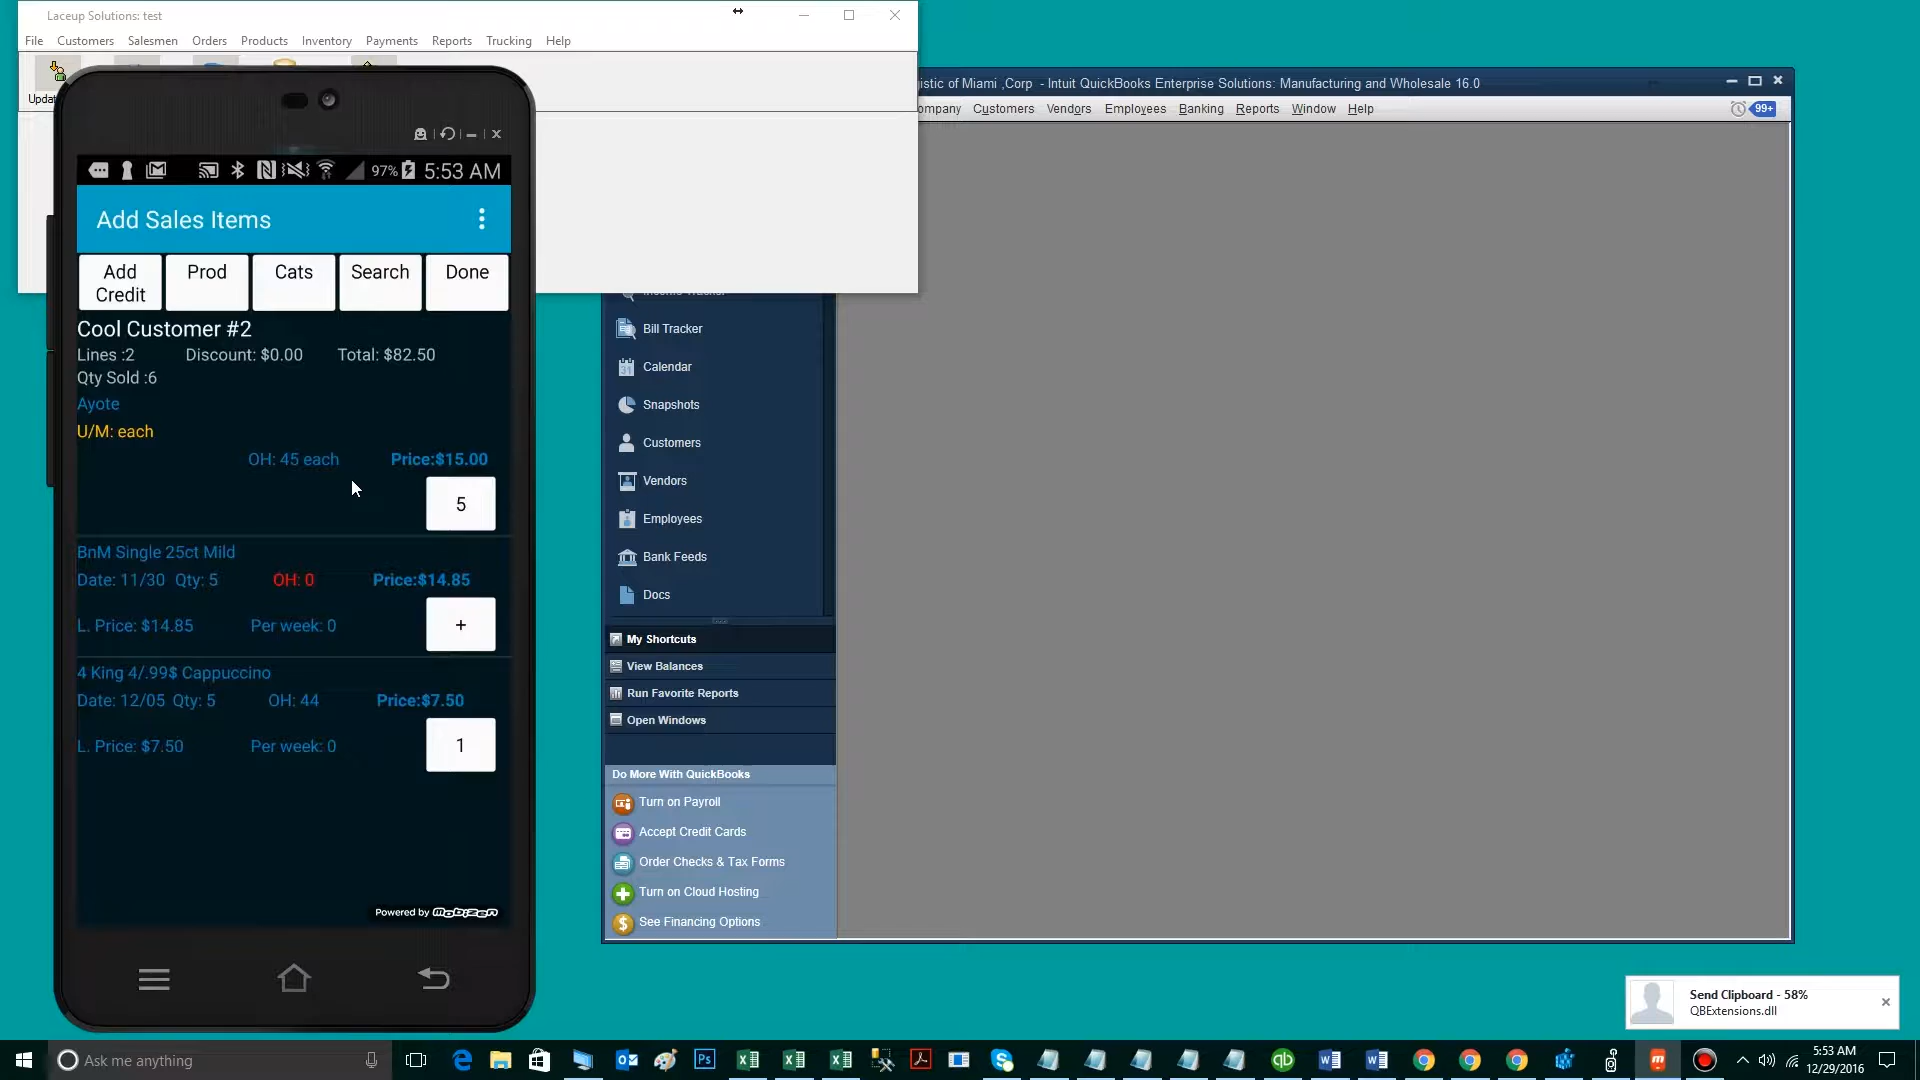 Laceup Solutions: test
File Customers Salesmen Orders Products Inventory Payments Reports Trucking Help
97% 5:53 AM
Add Sales Items
Add Credit
Prod
Cats
Search
Done
Cool Customer #2
Lines :2 Discount: $0.00 Total: $82.50
Qty Sold :6
Ayote
U/M: each
OH: 45 each Price:$15.00
5
BnM Single 25ct Mild
Date: 11/30 Qty: 5 OH: 0 Price:$14.85
L. Price: $14.85 Per week: 0 +
4 King 4/.99$ Cappuccino
Date: 12/05 Qty: 5 OH: 44 Price:$7.50
L. Price: $7.50 Per week: 0 1
Powered by mobizen
gistic of Miami ,Corp - Intuit QuickBooks Enterprise Solutions: Manufacturing and Wholesale 16.0
ompany Customers Vendors Employees Banking Reports Window Help
99+
Bill Tracker
31
Calendar
Snapshots
Customers
Vendors
Employees
Bank Feeds
Docs
My Shortcuts
View Balances
Run Favorite Reports
Open Windows
Do More With QuickBooks
Turn on Payroll
Accept Credit Cards
Order Checks & Tax Forms
Turn on Cloud Hosting
See Financing Options
Send Clipboard - 58%
QBExtensions.dll
Ask me anything
5:53 AM
12/29/2016